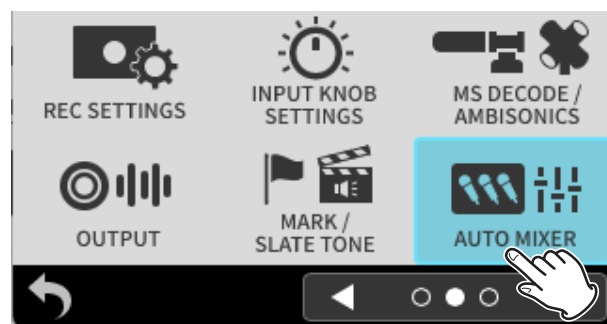 REC SETTINGS
INPUT KNOB
SETTINGS
MS DECODE /
AMBISONICS
OUTPUT
MARK /
SLATE TONE
AUTO MIXER